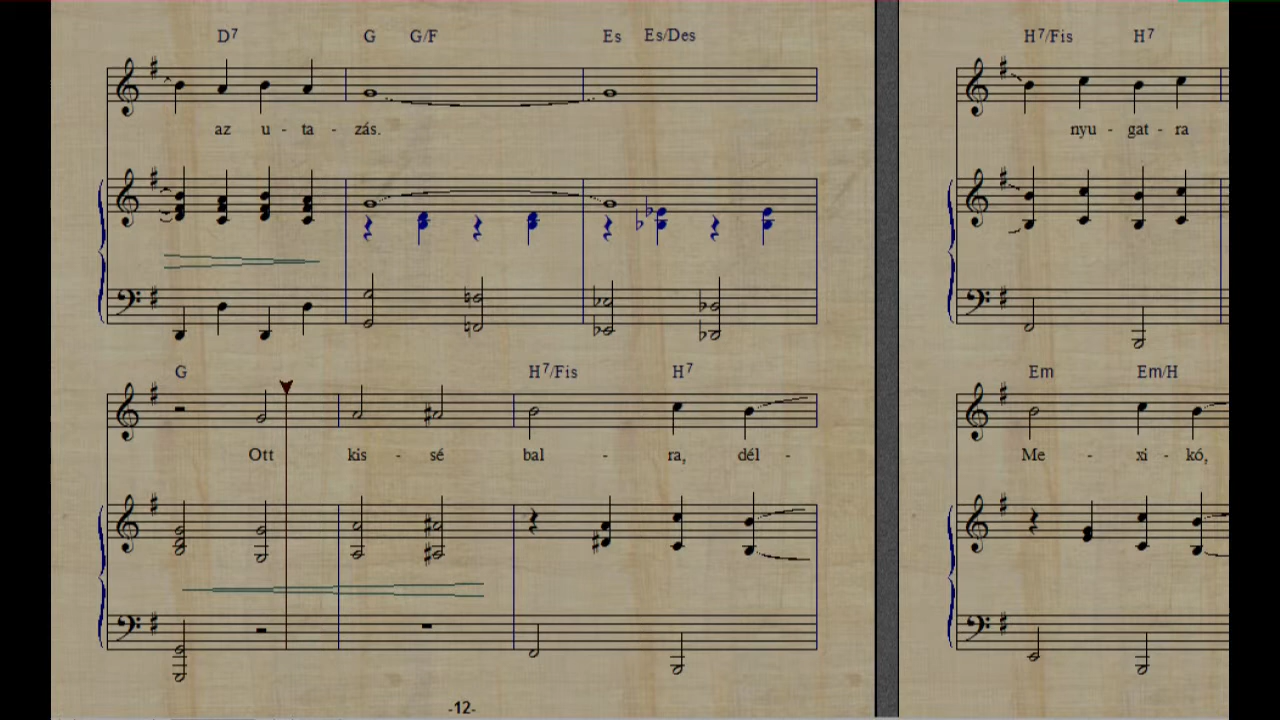 D7 G G/F Es Es/Des
az u - ta - zás.
G H7/Fis H7
Ott kis - sé bal - ra, dél -
-12-
H7/Fis H7
nyu - gat - ra
Em Em/H
Me - xi - kó,